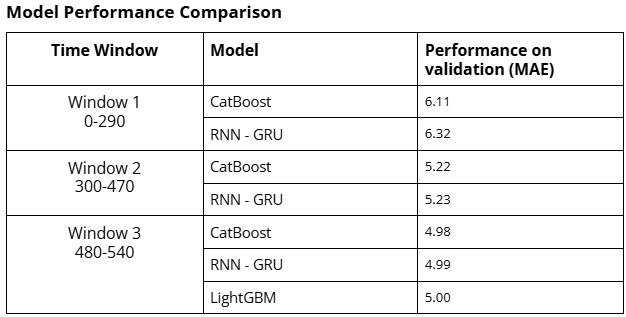 Model Performance Comparison
Time Window Model Performance on
validation (MAE)
Window 1
0-290
CatBoost 6.11
RNN - GRU 6.32
Window 2
300-470
CatBoost 5.22
RNN - GRU 5.23
Window 3
480-540
CatBoost 4.98
RNN - GRU 4.99
LightGBM 5.00